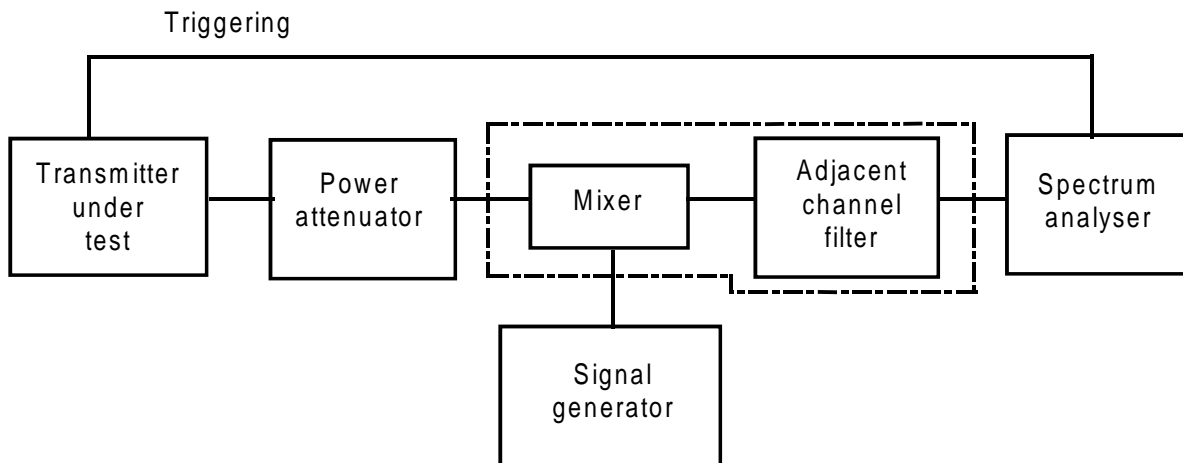 Triggering
Transmitter
under
test
Power
attenuator
Mixer
Adjacent
channel
filter
Spectrum
analyser
Signal
generator